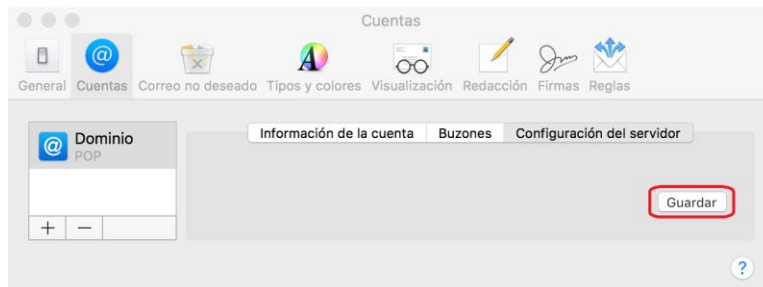 Cuentas
General Cuentas Correo no deseado Tipos y colores Visualización Redacción Firmas Reglas
Dominio
POP
Información de la cuenta Buzones Configuración del servidor
Guardar
+ −
?